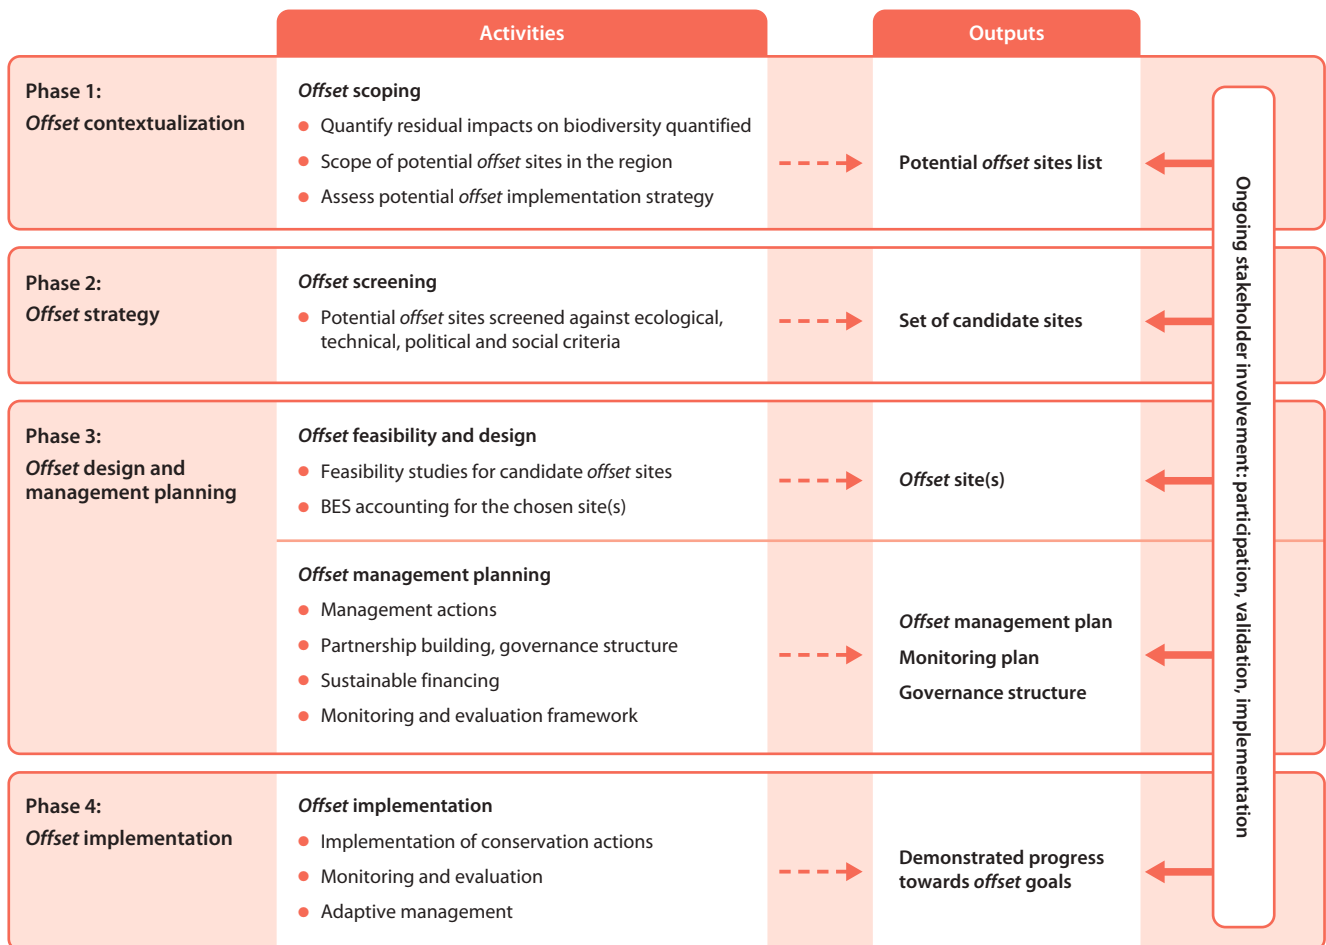 Activities
Outputs
Phase 1:
Offset contextualization
Offset scoping
Quantify residual impacts on biodiversity quantified
Scope of potential offset sites in the region
Assess potential offset implementation strategy
Potential offset sites list
Phase 2:
Offset strategy
Offset screening
Potential offset sites screened against ecological,
technical, political and social criteria
Set of candidate sites
Phase 3:
Offset design and
management planning
Offset feasibility and design
Feasibility studies for candidate offset sites
BES accounting for the chosen site(s)
Offset site(s)
Offset management planning
Management actions
Partnership building, governance structure
Sustainable financing
Monitoring and evaluation framework
Offset management plan
Monitoring plan
Governance structure
Phase 4:
Offset implementation
Offset implementation
Implementation of conservation actions
Monitoring and evaluation
Adaptive management
Demonstrated progress
towards offset goals
Ongoing stakeholder involvement: participation, validation, implementation